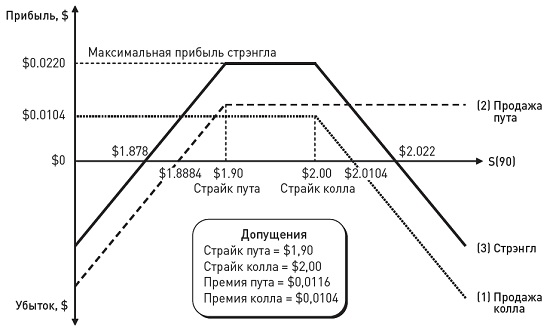 Прибыль, $
Максимальная прибыль стрэнгла
$0.0220
(2) Продажа
пута
$0.0104
$0
$1.878
$2.022
S(90)
$1.8884
$1.90
$2.00
$2.0104
Страйк пута
Страйк колла
Допущения
Страйк пута = $1,90
Страйк колла = $2,00
Премия пута = $0,0116
Премия колла = $0,0104
(3) Стрэнгл
(1) Продажа
колла
Убыток, $